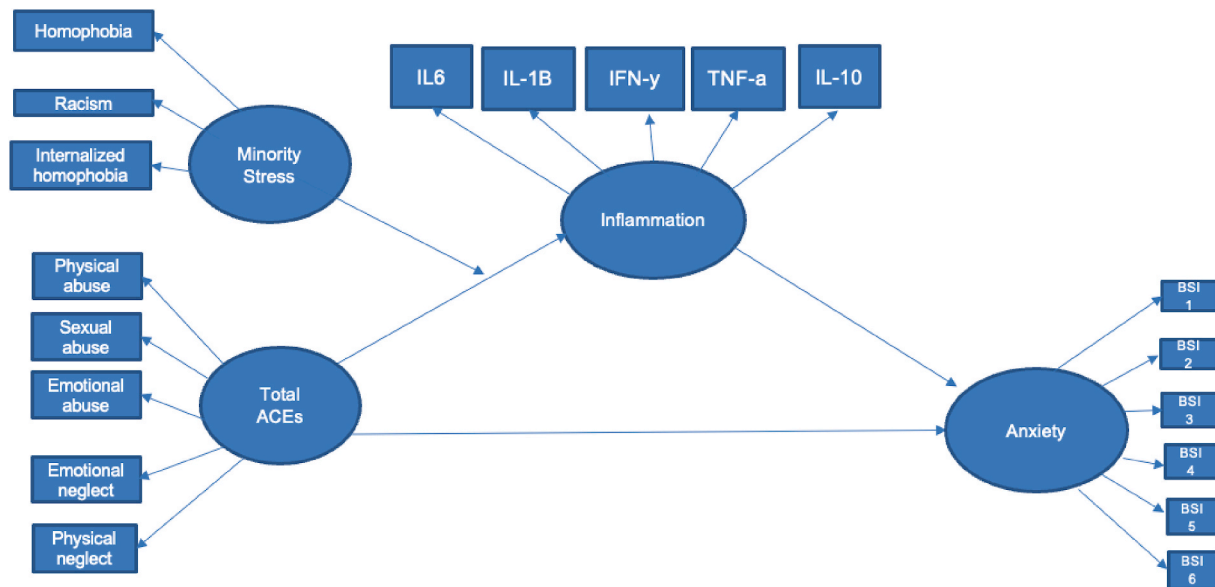 Homophobia
Racism
Internalized
homophobia
Minority
Stress
IL6
IL-1B
IFN-y
TNF-a
IL-10
Inflammation
Physical
abuse
Sexual
abuse
Emotional
abuse
Emotional
neglect
Physical
neglect
Total
ACEs
Anxiety
BSI
1
BSI
2
BSI
3
BSI
4
BSI
5
BSI
6